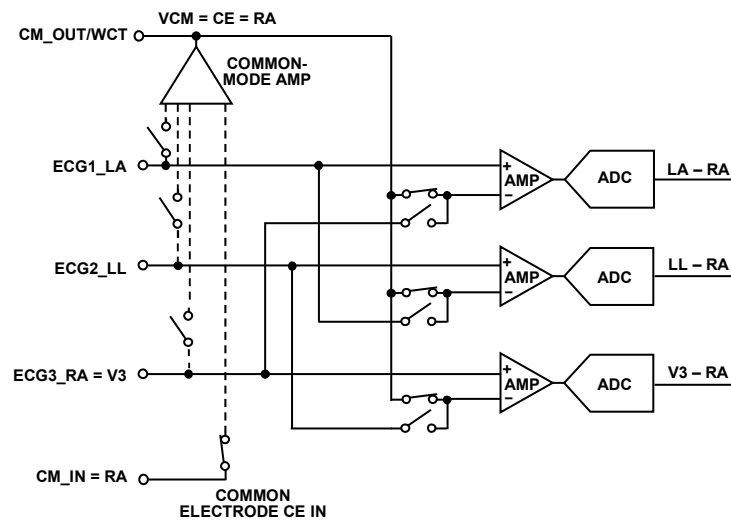 VCM = CE = RA
CM_OUT/WCT
COMMON-
MODE AMP
ECG1_LA
+
AMP
–
ADC
LA – RA
ECG2_LL
+
AMP
–
ADC
LL – RA
ECG3_RA = V3
+
AMP
–
ADC
V3 – RA
CM_IN = RA
COMMON
ELECTRODE CE IN